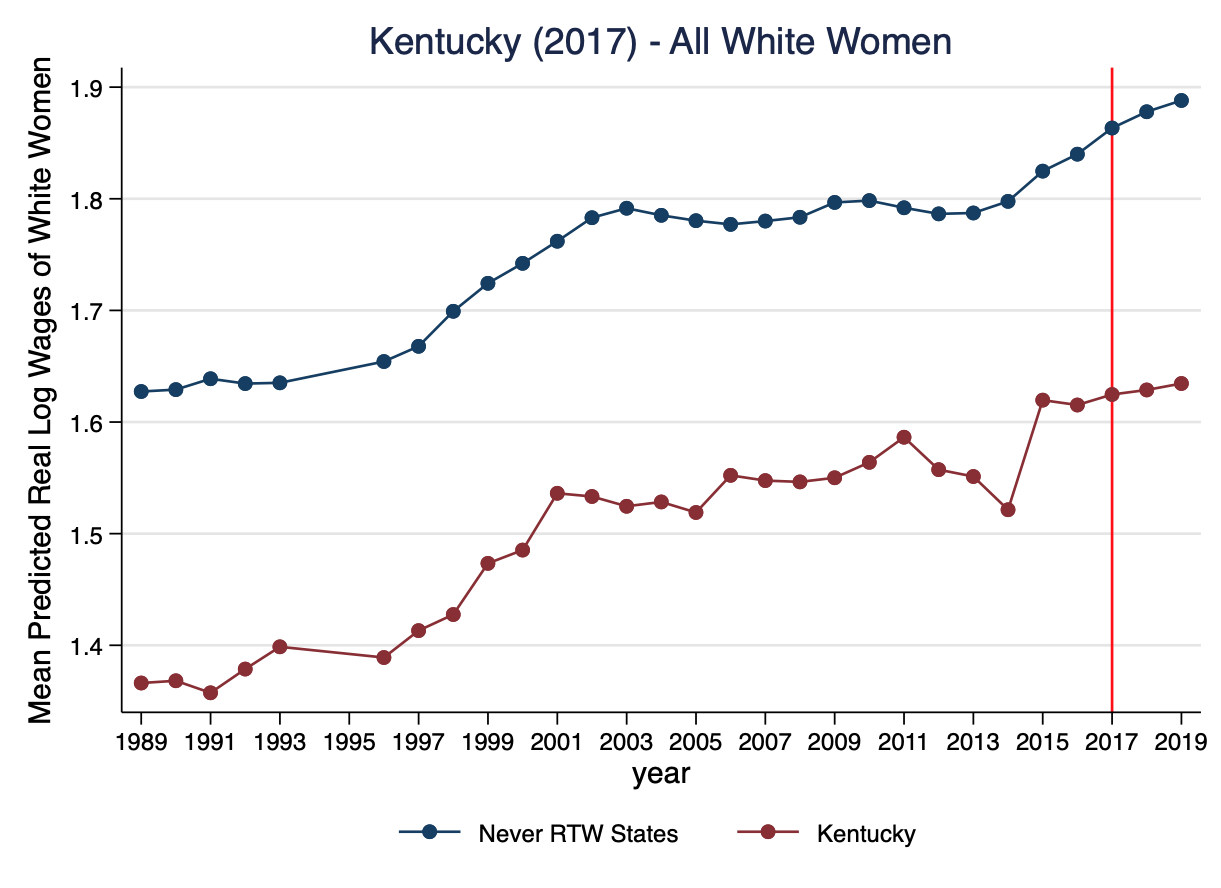 Kentucky (2017) - All White Women
Mean Predicted Real Log Wages of White Women
1.9
1.8
1.7
1.6
1.5
1.4
1989 1991 1993 1995 1997 1999 2001 2003 2005 2007 2009 2011 2013 2015 2017 2019
year
Never RTW States Kentucky